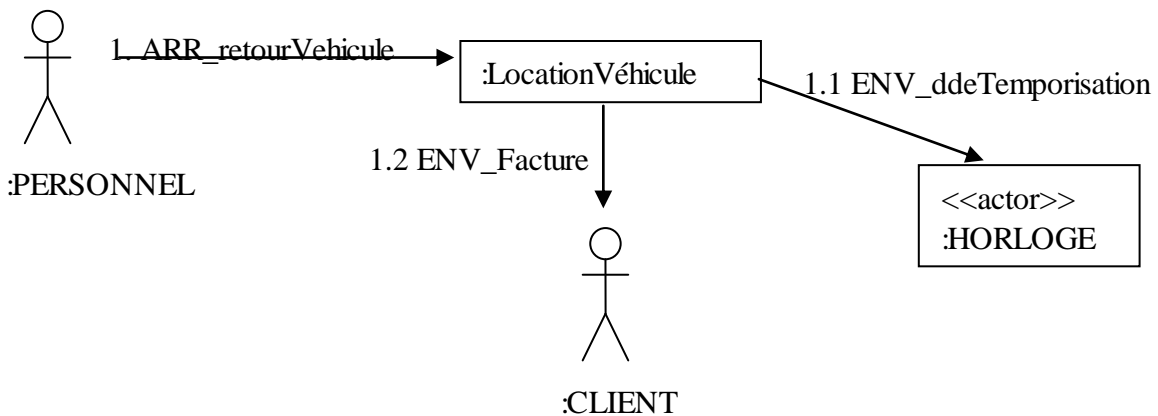 1. ARR_retourVehicule
:LocationVéhicule
1.1 ENV_ddeTemporisation
1.2 ENV_Facture
:PERSONNEL
<<actor>>
:HORLOGE
:CLIENT